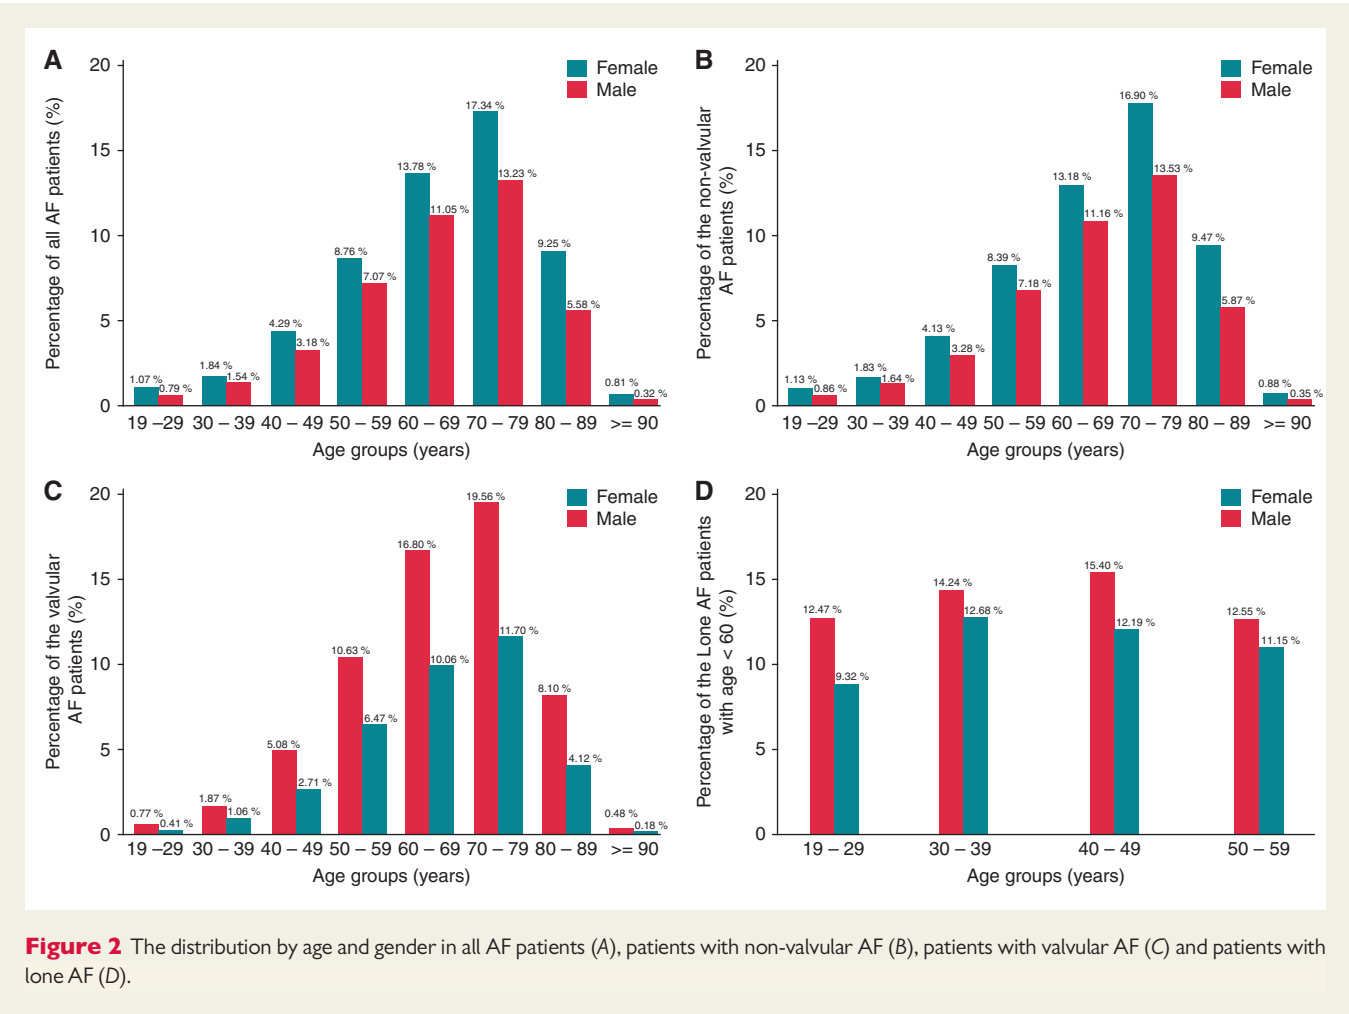 A
Percentage of all AF patients (%)
20
15
10
5
0
Female
Male
1.07 %
0.79 %
1.84 %
1.54 %
4.29 %
3.18 %
8.76 %
7.07 %
13.78 %
11.05 %
17.34 %
13.23 %
9.25 %
5.58 %
0.81 %
0.32 %
19 –29 30 – 39 40 – 49 50 – 59 60 – 69 70 – 79 80 – 89 >= 90
Age groups (years)
B
Percentage of the non-valvular
AF patients (%)
20
15
10
5
0
Female
Male
1.13 %
0.86 %
1.83 %
1.64 %
4.13 %
3.28 %
8.39 %
7.18 %
13.18 %
11.16 %
16.90 %
13.53 %
9.47 %
5.87 %
0.88 %
0.35 %
19 –29 30 – 39 40 – 49 50 – 59 60 – 69 70 – 79 80 – 89 >= 90
Age groups (years)
C
Percentage of the valvular
AF patients (%)
20
15
10
5
0
Female
Male
0.77 %
0.41 %
1.87 %
1.06 %
5.08 %
2.71 %
10.63 %
6.47 %
16.80 %
10.06 %
19.56 %
11.70 %
8.10 %
4.12 %
0.48 %
0.18 %
19 –29 30 – 39 40 – 49 50 – 59 60 – 69 70 – 79 80 – 89 >= 90
Age groups (years)
D
Percentage of the Lone AF patients
with age < 60 (%)
20
15
10
5
0
Female
Male
12.47 %
9.32 %
14.24 %
12.68 %
15.40 %
12.19 %
12.55 %
11.15 %
19 – 29 30 – 39 40 – 49 50 – 59
Age groups (years)
Figure 2 The distribution by age and gender in all AF patients (A), patients with non-valvular AF (B), patients with valvular AF (C) and patients with
lone AF (D).